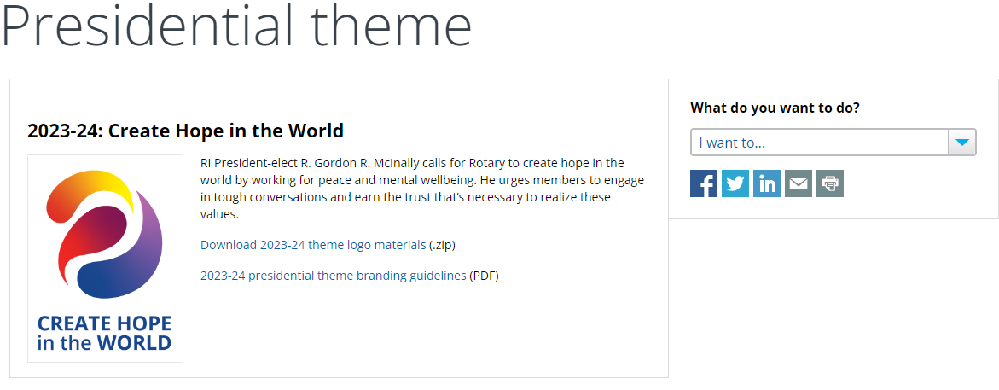 Presidential theme
2023-24: Create Hope in the World
RI President-elect R. Gordon R. McInally calls for Rotary to create hope in the
world by working for peace and mental wellbeing. He urges members to engage
in tough conversations and earn the trust that’s necessary to realize these
values.
Download 2023-24 theme logo materials (.zip)
2023-24 presidential theme branding guidelines (PDF)
CREATE HOPE
in the WORLD
What do you want to do?
I want to...